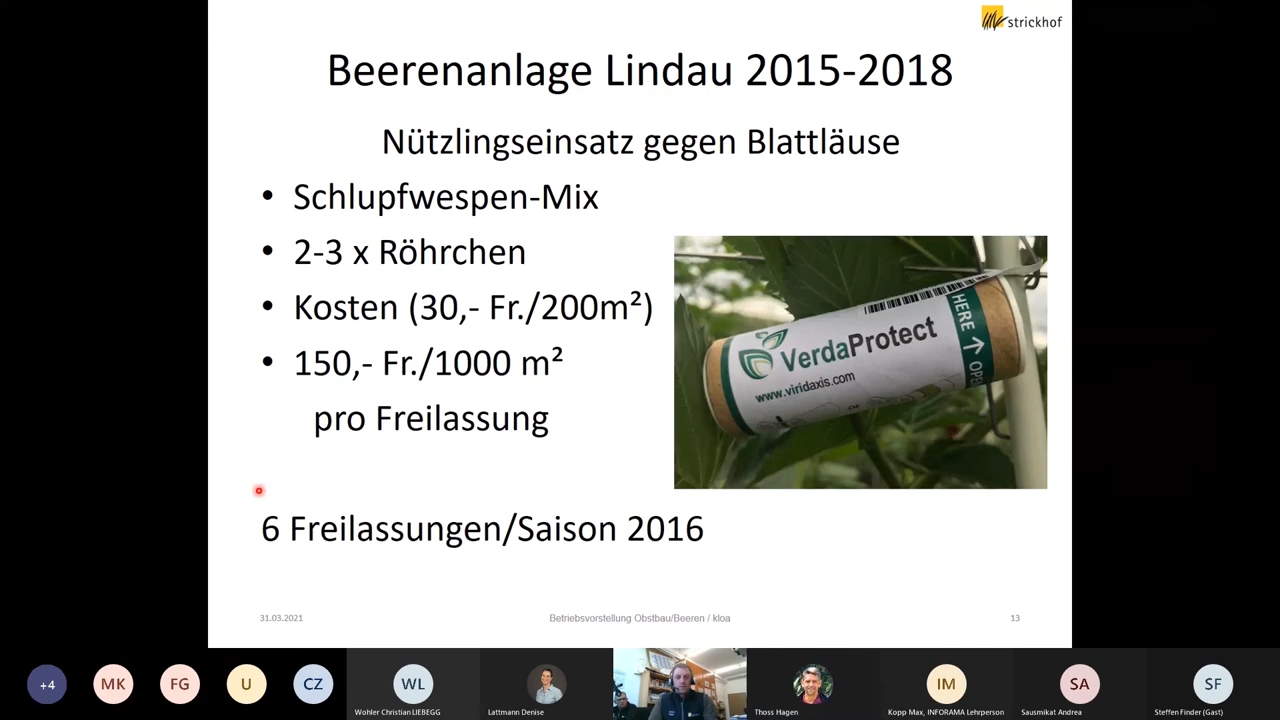 strickhof
Beerenanlage Lindau 2015-2018
Nützlingseinsatz gegen Blattläuse
• Schlupfwespen-Mix
• 2-3 x Röhrchen
• Kosten (30,- Fr./200m²)
• 150,- Fr./1000 m²
pro Freilassung
HERE
OPE
VerdaProtect
www.viridaxis.com
or
6 Freilassungen/Saison 2016
31.03.2021
Betriebsvorstellung Obstbau/Beeren / kloa
13
+4
MK
FG
U
CZ
WL
IM
SA
SF
Wohler Christian LIEBEGG
Lattmann Denise
Thoss Hagen
Kopp Max, INFORAMA Lehrperson
Sausmikat Andrea
Steffen Finder (Gast)